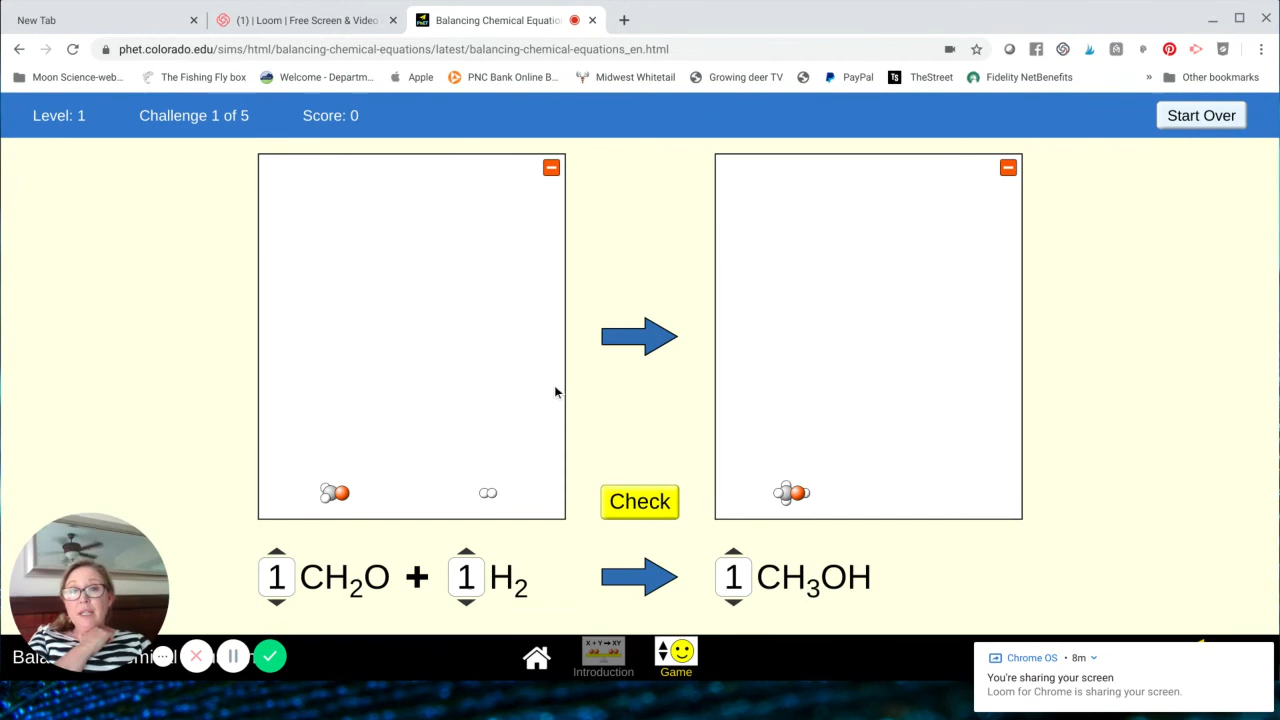 New Tab
(1) | Loom | Free Screen & Video
Balancing Chemical Equatio
phet.colorado.edu/sims/html/balancing-chemical-equations/latest/balancing-chemical-equations_en.html
Moon Science-web...
The Fishing Fly box
Welcome - Departm...
Apple
PNC Bank Online B...
Midwest Whitetail
Growing deer TV
PayPal
TheStreet
Fidelity NetBenefits
»
Other bookmarks
Level: 1
Challenge 1 of 5
Score: 0
Start Over
Check
1 CH₂O + 1 H₂ 1 CH₃OH
X + Y → XY
Introduction
Game
Chrome OS • 8m
You're sharing your screen
Loom for Chrome is sharing your screen.